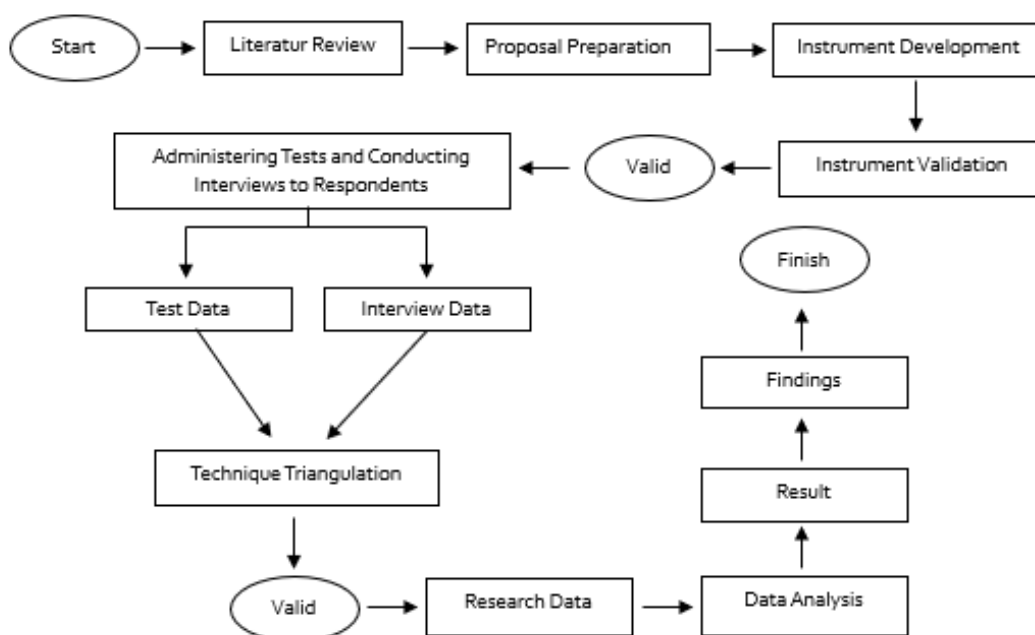 Start
Literatur Review
Proposal Preparation
Instrument Development
Instrument Validation
Valid
Administering Tests and Conducting
Interviews to Respondents
Test Data
Interview Data
Technique Triangulation
Valid
Research Data
Data Analysis
Result
Findings
Finish